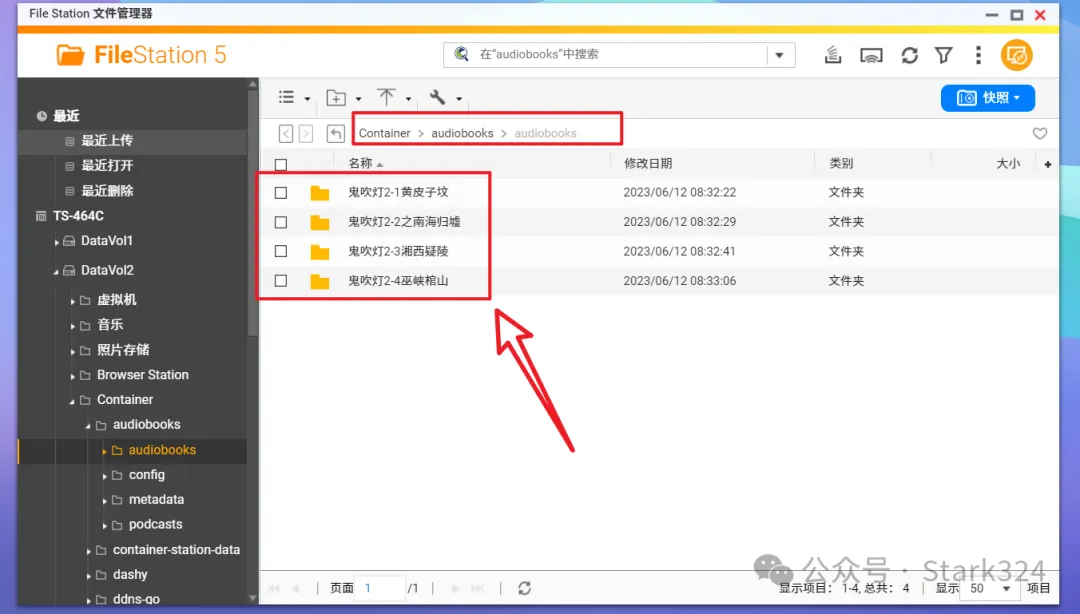 File Station 文件管理器
FileStation 5
在“audiobooks”中搜索
快照
最近
最近上传
最近打开
最近删除
TS-464C
DataVol1
DataVol2
虚拟机
音乐
照片存储
Browser Station
Container
audiobooks
audiobooks
config
metadata
podcasts
container-station-data
dashy
ddns-go
Container > audiobooks > audiobooks
名称 修改日期 类别 大小
鬼吹灯2-1黄皮子坟 2023/06/12 08:32:22 文件夹
鬼吹灯2-2之南海归墟 2023/06/12 08:32:29 文件夹
鬼吹灯2-3湘西疑陵 2023/06/12 08:32:41 文件夹
鬼吹灯2-4巫峡棺山 2023/06/12 08:33:06 文件夹
公众号 · Stark324
页面 1 /1 显示项目： 1-4, 总共： 4 显示 50 项目